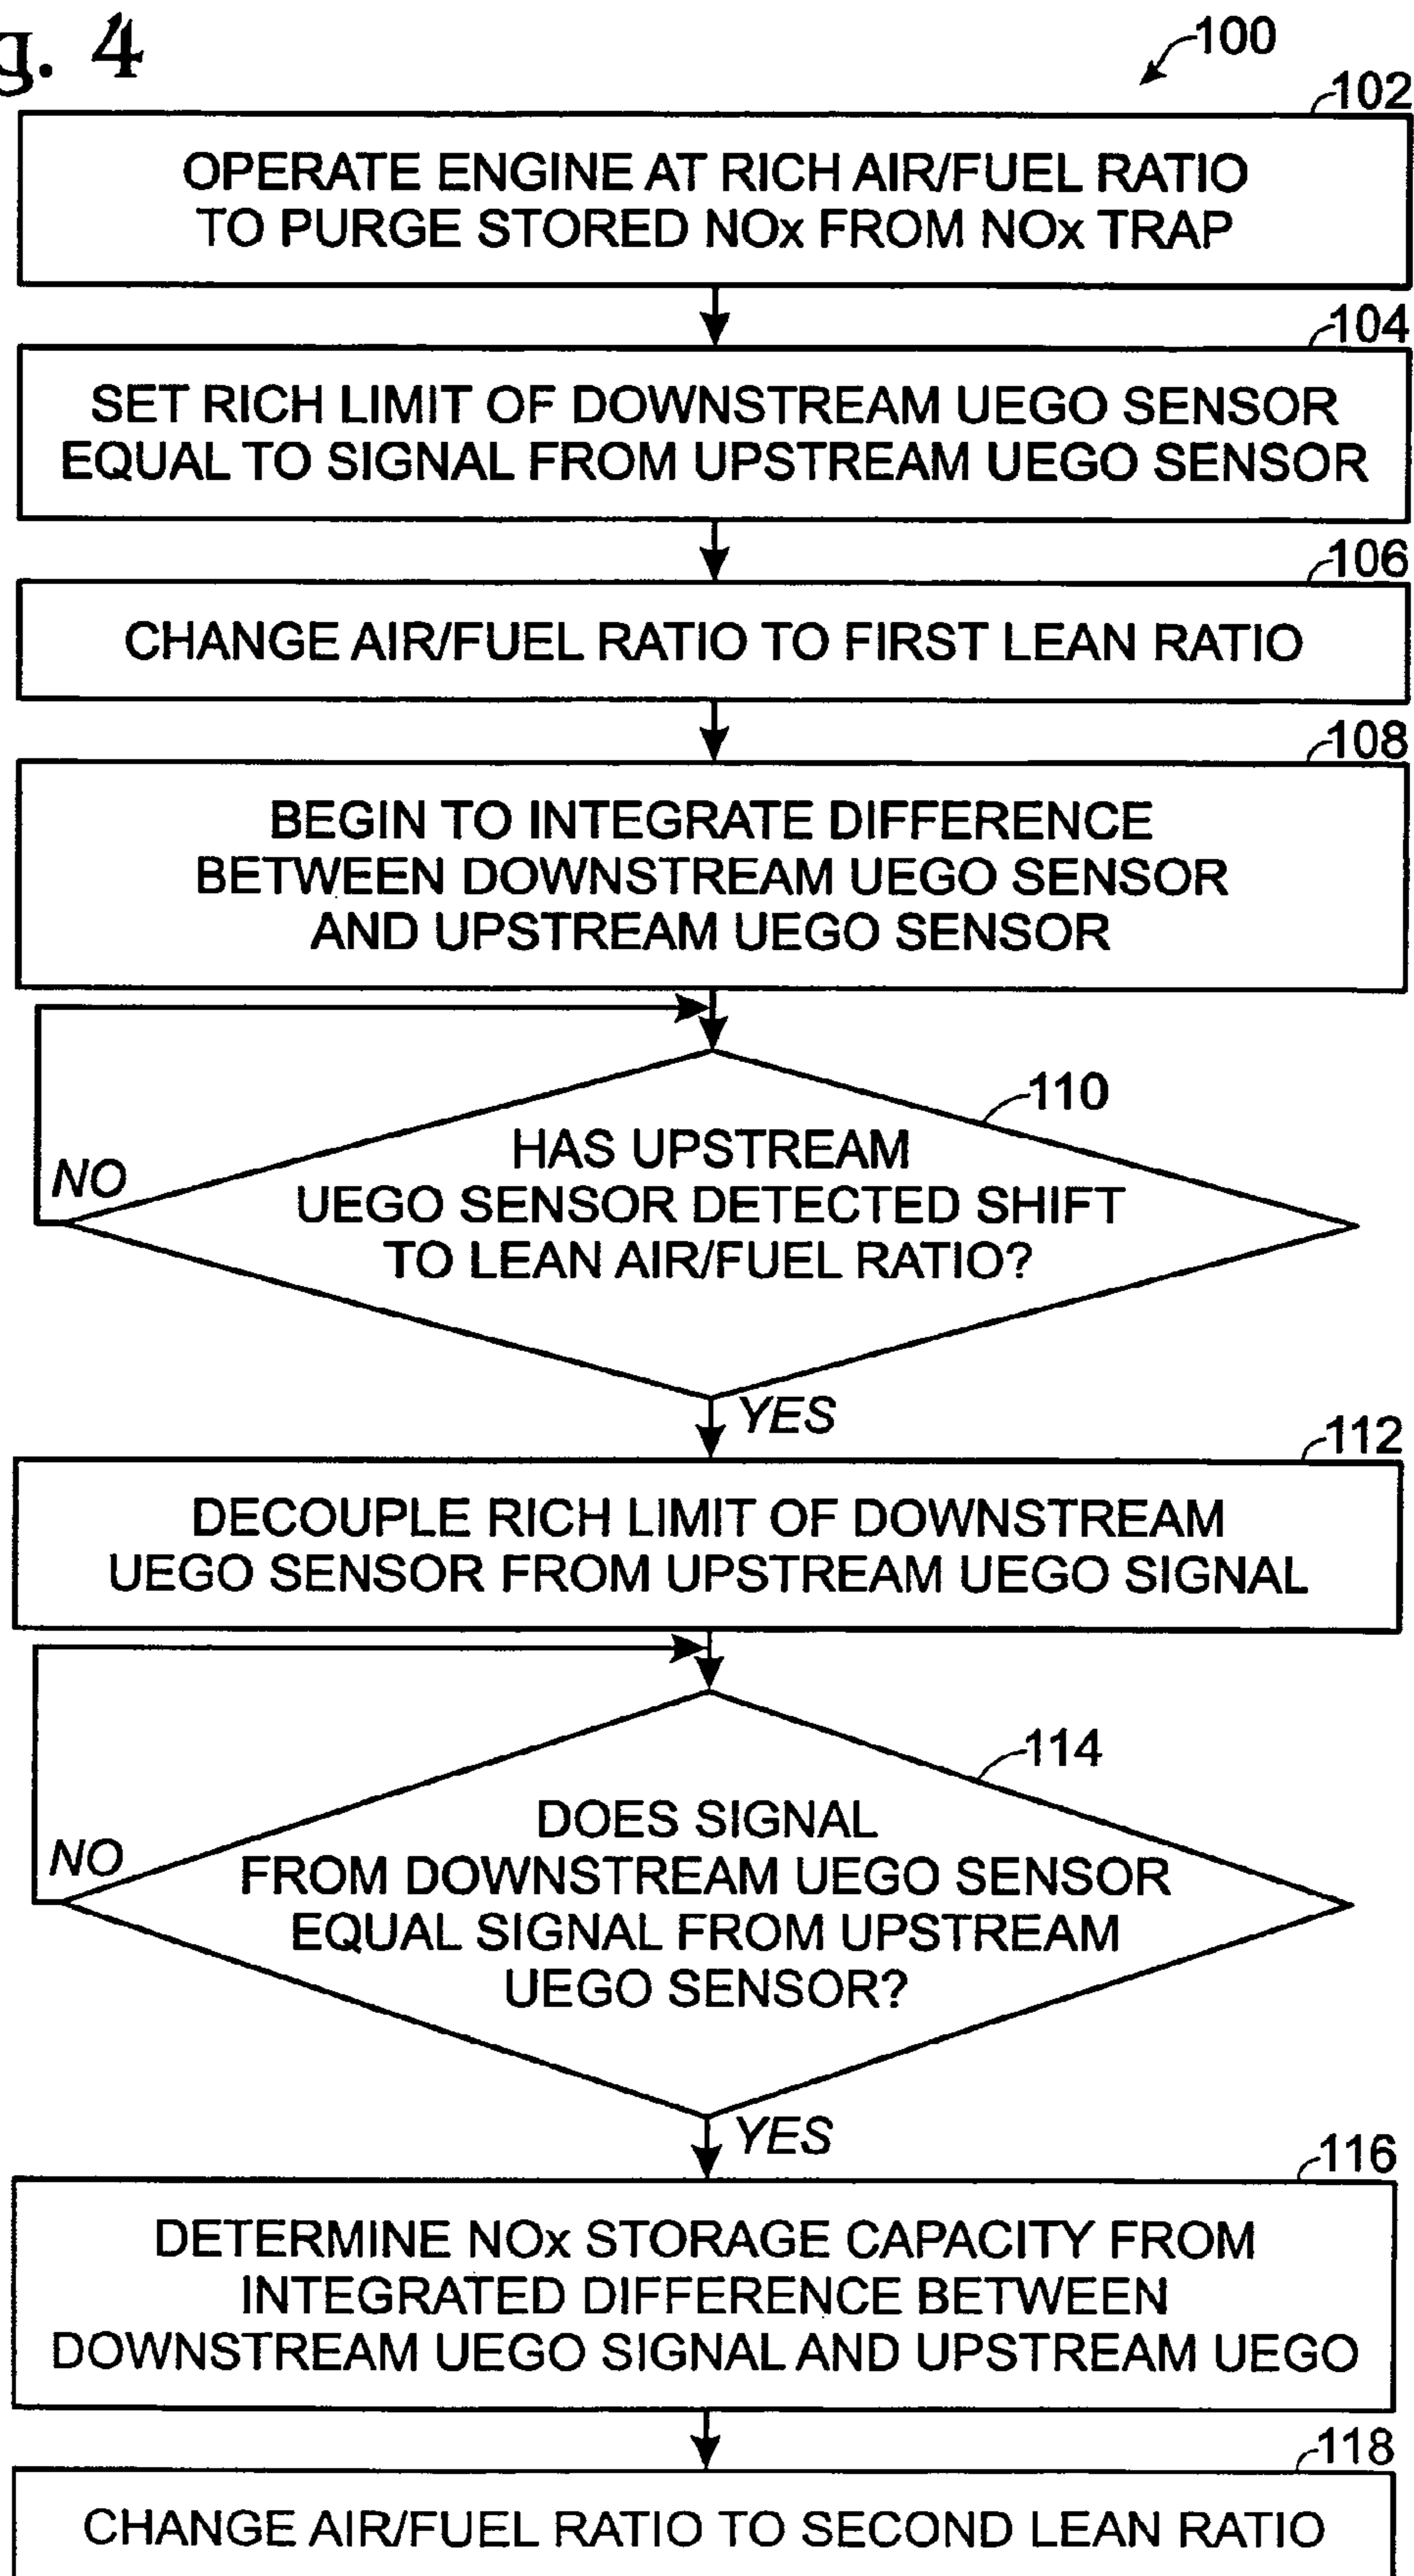 g. 4
100
102
OPERATE ENGINE AT RICH AIR/FUEL RATIO
TO PURGE STORED NOx FROM NOx TRAP
104
SET RICH LIMIT OF DOWNSTREAM UEGO SENSOR
EQUAL TO SIGNAL FROM UPSTREAM UEGO SENSOR
106
CHANGE AIR/FUEL RATIO TO FIRST LEAN RATIO
108
BEGIN TO INTEGRATE DIFFERENCE
BETWEEN DOWNSTREAM UEGO SENSOR
AND UPSTREAM UEGO SENSOR
110
HAS UPSTREAM
UEGO SENSOR DETECTED SHIFT
TO LEAN AIR/FUEL RATIO?
NO
YES
112
DECOUPLE RICH LIMIT OF DOWNSTREAM
UEGO SENSOR FROM UPSTREAM UEGO SIGNAL
114
DOES SIGNAL
FROM DOWNSTREAM UEGO SENSOR
EQUAL SIGNAL FROM UPSTREAM
UEGO SENSOR?
NO
YES
116
DETERMINE NOx STORAGE CAPACITY FROM
INTEGRATED DIFFERENCE BETWEEN
DOWNSTREAM UEGO SIGNAL AND UPSTREAM UEGO
118
CHANGE AIR/FUEL RATIO TO SECOND LEAN RATIO